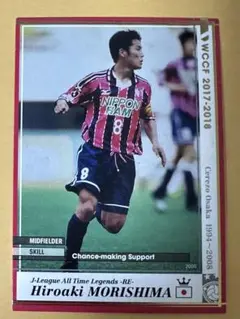 WCCF 2017-2018
Cerezo Osaka 1994~2008
NIPPON
HAM
8
8
MIDFIELDER
SKILL
Chance-making Support
J-League All Time Legends -RE-
Hiroaki MORISHIMA